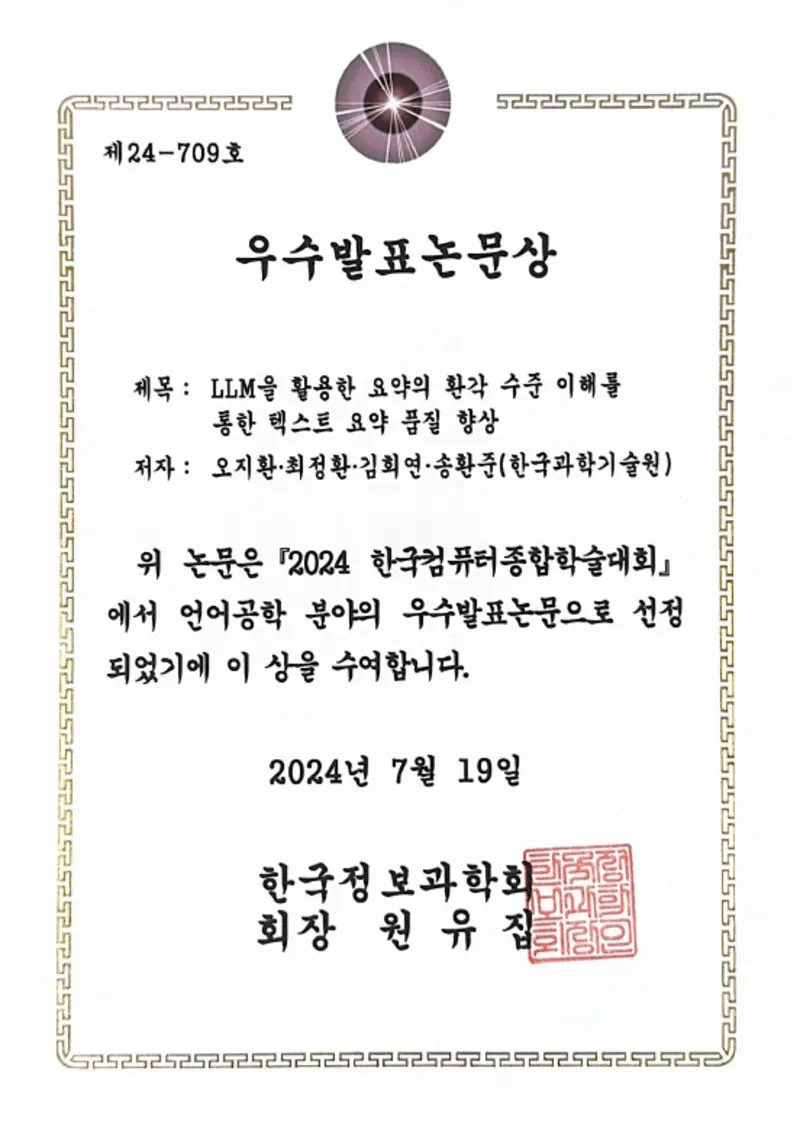 제24-709호
우수발표논문상
제목 : LLM을 활용한 요약의 환각 수준 이해를
통한 텍스트 요약 품질 향상
저자 : 오지환·최정환·김희연·송환준(한국과학기술원)
위 논문은 『2024 한국컴퓨터종합학술대회』
에서 언어공학 분야의 우수발표논문으로 선정
되었기에 이 상을 수여합니다.
2024년 7월 19일
한국정보과학회
회장 원유집
한국정
보과학
회장인